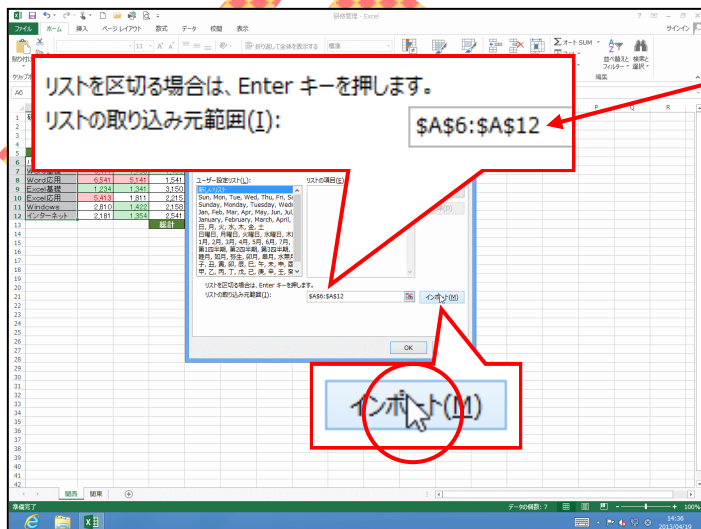 研修管理 - Excel
サインイン
ファイル ホーム 挿入 ページ レイアウト 数式 データ 校閲 表示
11
折り返して全体を表示する 標準
オート SUM
並べ替えと フィルター
検索と 選択
編集
A6
リストを区切る場合は、Enter キーを押します。
リストの取り込み元範囲(I): $A$6:$A$12
P Q R
8 Word応用 6,541 5,141 1,541
9 Excel基礎 1,234 1,341 3,150
10 Excel応用 5,413 1,811 2,215
11 Windows 2,810 1,422 2,158
12 インターネット 2,181 1,354 2,541
総計
ユーザー設定リスト(L): リストの項目(E)
新しいリスト
Sun, Mon, Tue, Wed, Thu, Fri, S
Sunday, Monday, Tuesday, Wedn
Jan, Feb, Mar, Apr, May, Jun, Jul,
January, February, March, April,
日, 月, 火, 水, 木, 金, 土
日曜日, 月曜日, 火曜日, 水曜日, 木
1月, 2月, 3月, 4月, 5月, 6月, 7月,
第1四半期, 第2四半期, 第3四半期,
睦月, 如月, 弥生, 卯月, 皐月, 水無月
子, 丑, 寅, 卯, 辰, 巳, 午, 未, 申, 酉
甲, 乙, 丙, 丁, 戊, 己, 庚, 辛, 壬, 癸
リストを区切る場合は、Enter キーを押します。
リストの取り込み元範囲(I): $A$6:$A$12 インポート(M)
OK
インポート(M)
関西 関東
準備完了 データの個数: 7 100%
14:36
2013/04/19